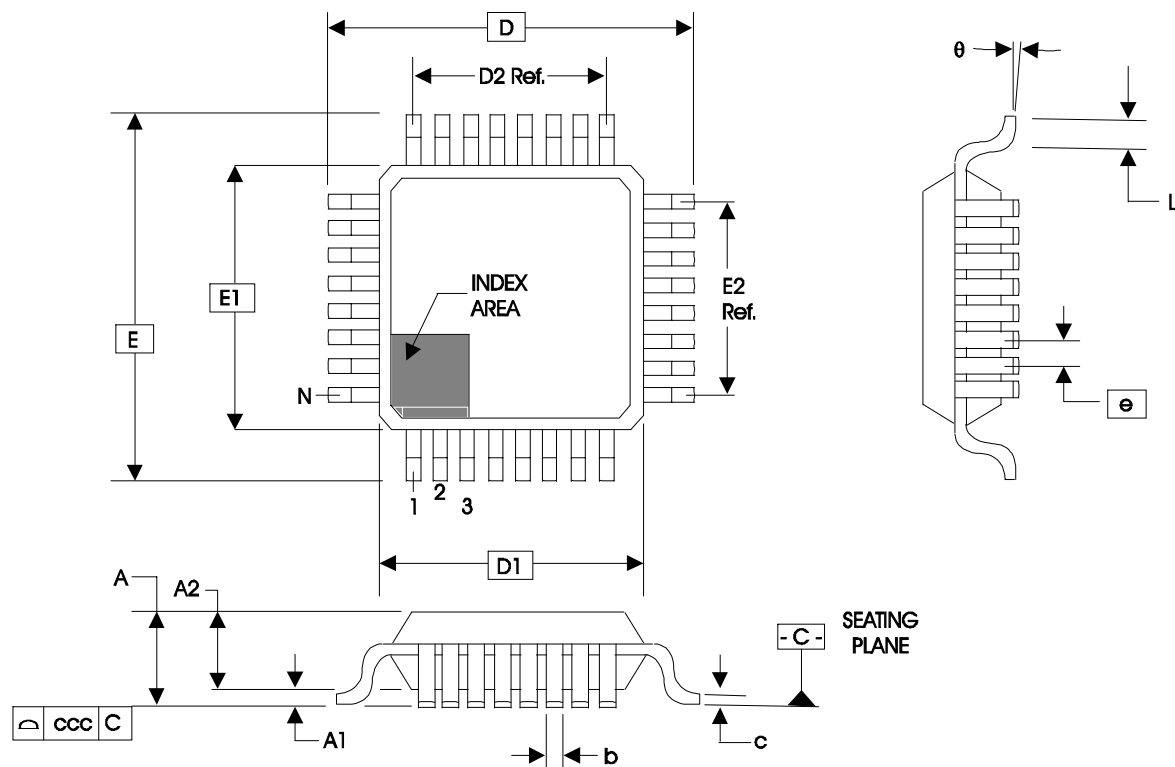 D
D2 Ref.
θ
L
E1
E
INDEX
AREA
E2
Ref.
N
e
1
2
3
D1
A
A2
SEATING
PLANE
- C -
ccc C
A1
b
c